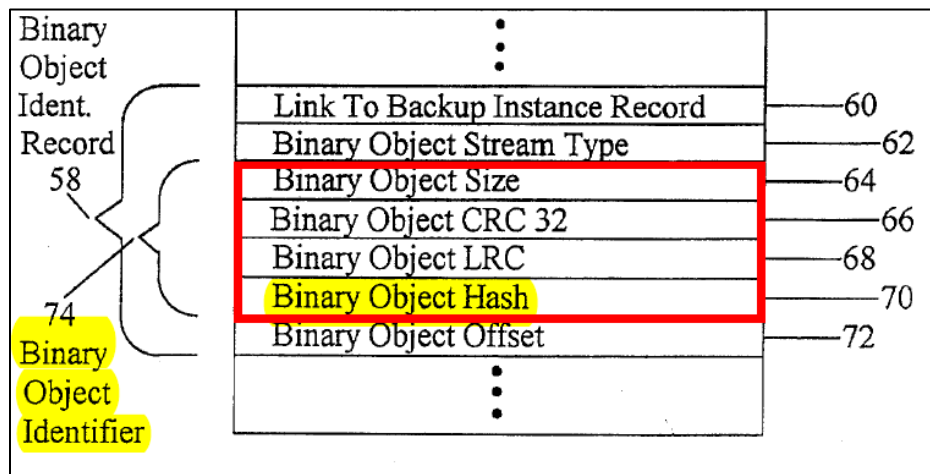 Binary
Object
Ident.
Record
58
Link To Backup Instance Record 60
Binary Object Stream Type 62
Binary Object Size 64
Binary Object CRC 32 66
Binary Object LRC 68
Binary Object Hash 70
Binary Object Offset 72
74
Binary
Object
Identifier